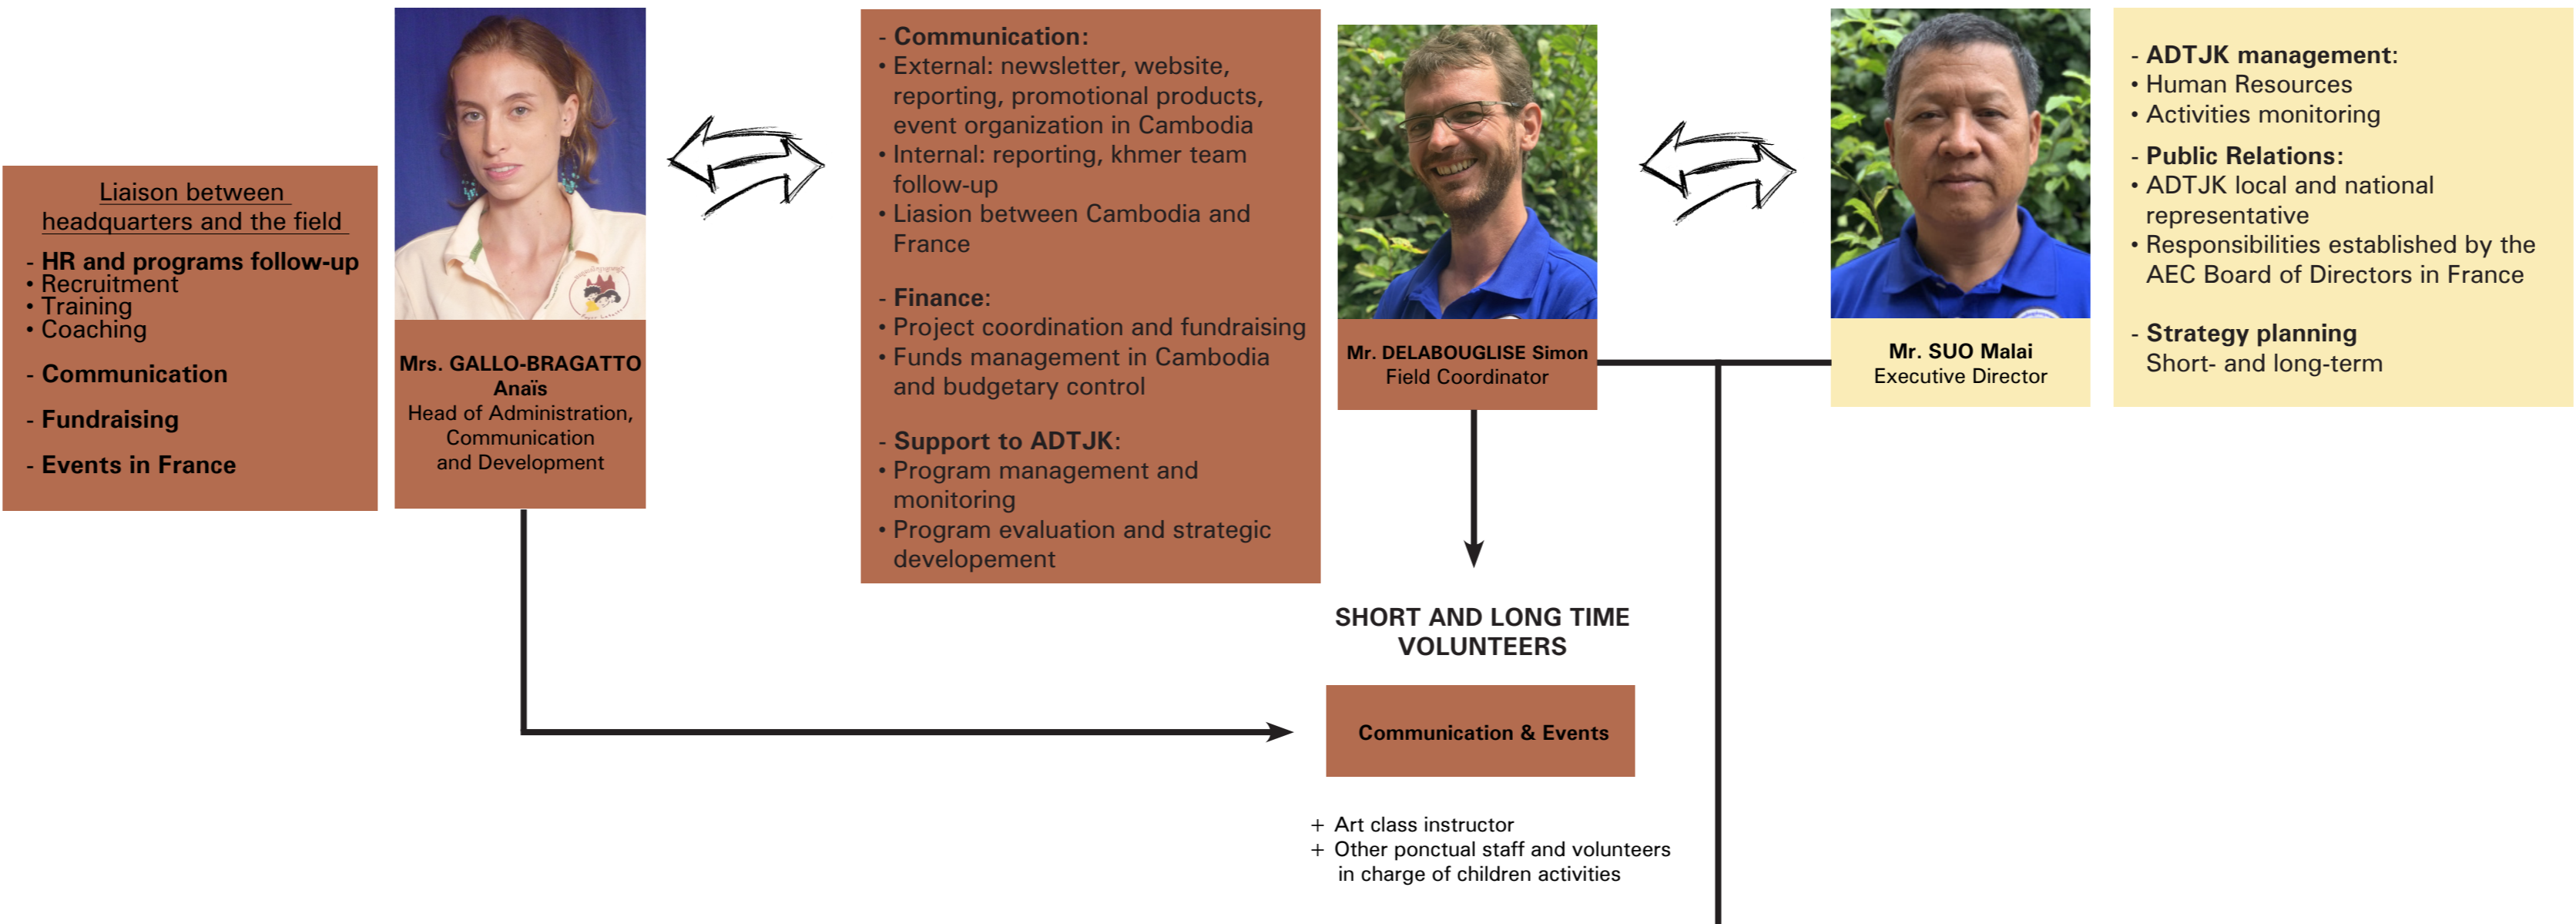 Liaison between
headquarters and the field
- HR and programs follow-up
• Recruitment
• Training
• Coaching
- Communication
- Fundraising
- Events in France
Mrs. GALLO-BRAGATTO
Anaïs
Head of Administration,
Communication
and Development
- Communication:
• External: newsletter, website,
reporting, promotional products,
event organization in Cambodia
• Internal: reporting, khmer team
follow-up
• Liasion between Cambodia and
France
- Finance:
• Project coordination and fundraising
• Funds management in Cambodia
and budgetary control
- Support to ADTJK:
• Program management and
monitoring
• Program evaluation and strategic
developement
Mr. DELABOUGLISE Simon
Field Coordinator
Mr. SUO Malai
Executive Director
- ADTJK management:
• Human Resources
• Activities monitoring
- Public Relations:
• ADTJK local and national
representative
• Responsibilities established by the
AEC Board of Directors in France
- Strategy planning
Short- and long-term
SHORT AND LONG TIME
VOLUNTEERS
Communication & Events
+ Art class instructor
+ Other ponctual staff and volunteers
in charge of children activities